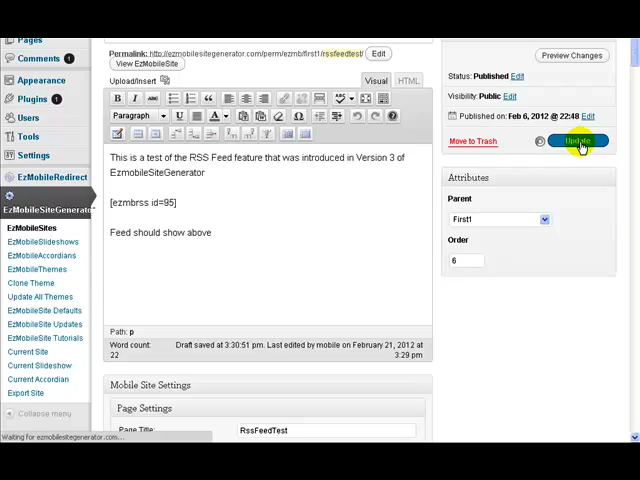 Pages
Comments 1
Appearance
Plugins 1
Users
Tools
Settings
EzMobileRedirect
EzMobileSiteGenerator
EzMobileSites
EzMobileSlideshows
EzMobileAccordians
EzMobileThemes
Clone Theme
Update All Themes
EzMobileSite Defaults
EzMobileSite Updates
EzMobileSite Tutorials
Current Site
Current Slideshow
Current Accordian
Export Site
Collapse menu
Waiting for ezmobilesitegenerator.com...
Permalink: http://ezmobilesitegenerator.com/perm/ezmb/first1/rssfeedtest/ Edit
View EzMobileSite
Upload/Insert Visual HTML
B I ABC
Paragraph U A
This is a test of the RSS Feed feature that was introduced in Version 3 of
EzmobileSiteGenerator
[ezmbrss id=95]
Feed should show above
Path: p
Word count: Draft saved at 3:30:51 pm. Last edited by mobile on February 21, 2012 at
22 3:29 pm
Mobile Site Settings
Page Settings
Page Title: RssFeedTest
Preview Changes
Status: Published Edit
Visibility: Public Edit
Published on: Feb 6, 2012 @ 22:48 Edit
Move to Trash Update
Attributes
Parent
First1
Order
6